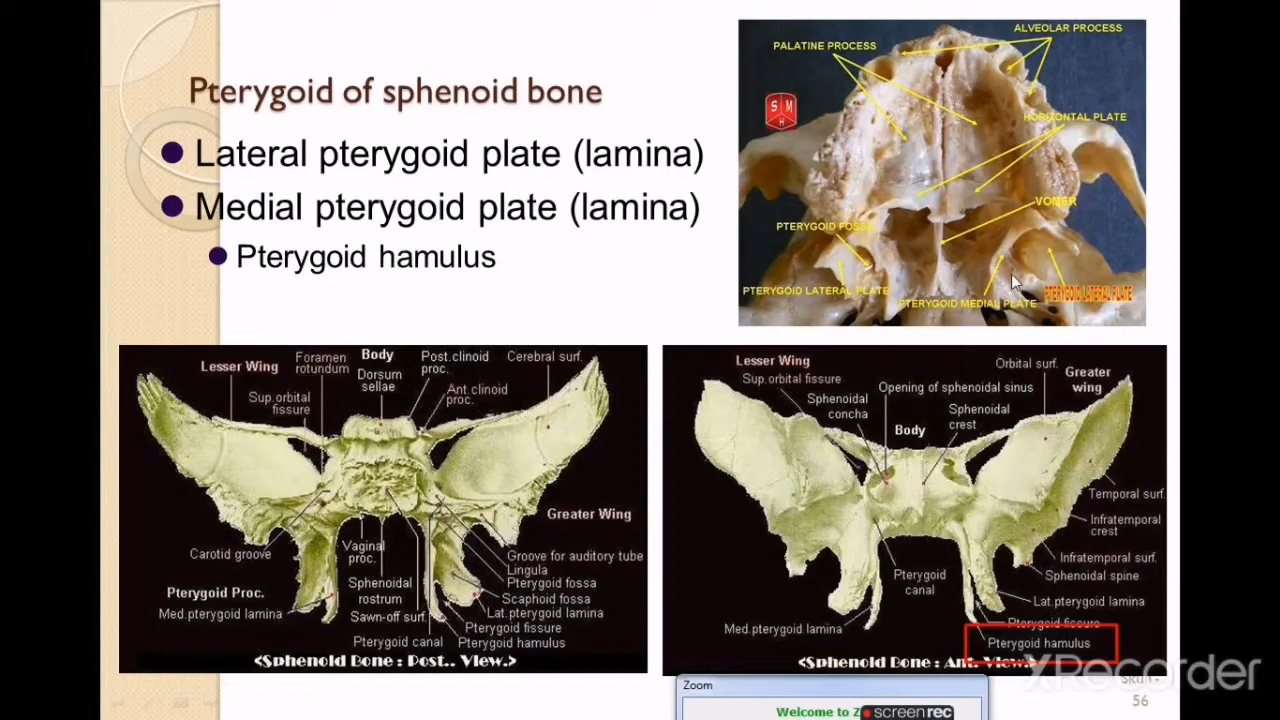 Pterygoid of sphenoid bone
Lateral pterygoid plate (lamina)
Medial pterygoid plate (lamina)
Pterygoid hamulus
ALVEOLAR PROCESS
PALATINE PROCESS
S M
H
HORIZONTAL PLATE
VOMER
PTERYGOID FOSSA
PTERYGOID LATERAL PLATE
PTERYGOID MEDIAL PLATE
PTERYGOID LATERAL PLATE
Lesser Wing
Foramen
rotundum
Body
Dorsum
sellae
Post.clinoid
proc.
Cerebral surf.
Sup.orbital
fissure
Ant.clinoid
proc.
Greater Wing
Carotid groove
Vaginal
proc.
Groove for auditory tube
Lingula
Pterygoid fossa
Scaphoid fossa
Lat.pterygoid lamina
Pterygoid Proc.
Med.pterygoid lamina
Sphenoidal
rostrum
Sawn-off surf.
Pterygoid fissure
Pterygoid canal
Pterygoid hamulus
<Sphenoid Bone : Post.. View.>
Lesser Wing
Sup.orbital fissure
Sphenoidal
concha
Opening of sphenoidal sinus
Orbital surf.
Greater
wing
Body
Sphenoidal
crest
Temporal surf.
Infratemporal
crest
Infratemporal surf.
Sphenoidal spine
Pterygoid
canal
Lat.pterygoid lamina
Med.pterygoid lamina
Pterygoid fissure
Pterygoid hamulus
<Sphenoid Bone : Ant. View.>
XRecorder
56
Zoom
Welcome to Z
screenrec